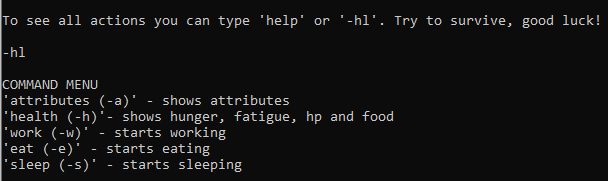 To see all actions you can type 'help' or '-hl'. Try to survive, good luck!
-hl
COMMAND MENU
'attributes (-a)' - shows attributes
'health (-h)'- shows hunger, fatigue, hp and food
'work (-w)' - starts working
'eat (-e)' - starts eating
'sleep (-s)' - starts sleeping